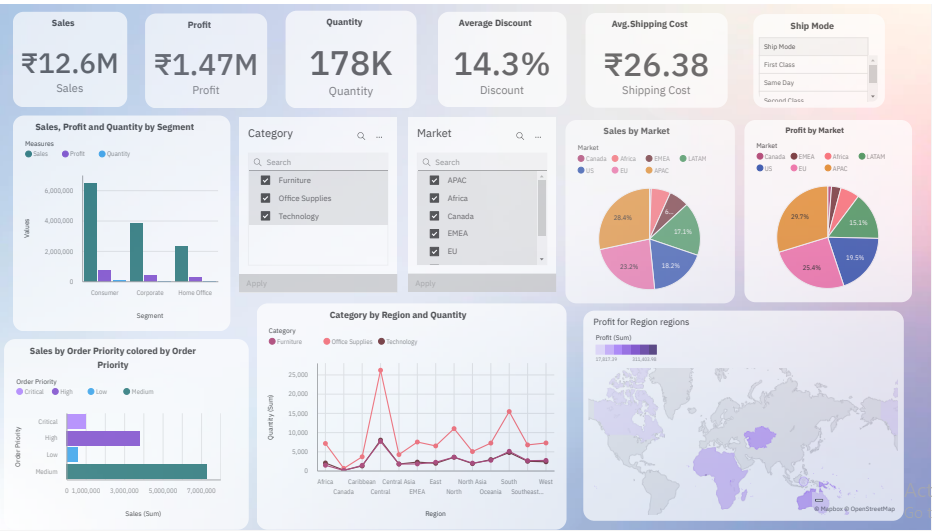 Sales
₹12.6M
Sales
Profit
₹1.47M
Profit
Quantity
178K
Quantity
Average Discount
14.3%
Discount
Avg.Shipping Cost
₹26.38
Shipping Cost
Ship Mode
Ship Mode
First Class
Same Day
Second Class
Sales, Profit and Quantity by Segment
Measures
Sales Profit Quantity
Values
6,000,000
4,000,000
2,000,000
0
Consumer Corporate Home Office
Segment
Category
...
Search
Furniture
Office Supplies
Technology
Apply
Market
...
Search
APAC
Africa
Canada
EMEA
EU
Apply
Sales by Market
Market
Canada Africa EMEA LATAM
US EU APAC
28.4%
6...
17.1%
18.2%
23.2%
Profit by Market
Market
Canada EMEA Africa LATAM
US EU APAC
29.7%
15.1%
19.5%
25.4%
Sales by Order Priority colored by Order
Priority
Order Priority
Critical High Low Medium
Order Priority
Critical
High
Low
Medium
0 1,000,000 3,000,000 5,000,000 7,000,000
Sales (Sum)
Category by Region and Quantity
Category
Furniture Office Supplies Technology
Quantity (Sum)
25,000
20,000
15,000
10,000
5,000
0
Africa Caribbean Central Asia East North Asia South West
Canada Central EMEA North Oceania Southeast...
Region
Profit for Region regions
Profit (Sum)
© Mapbox © OpenStreetMap